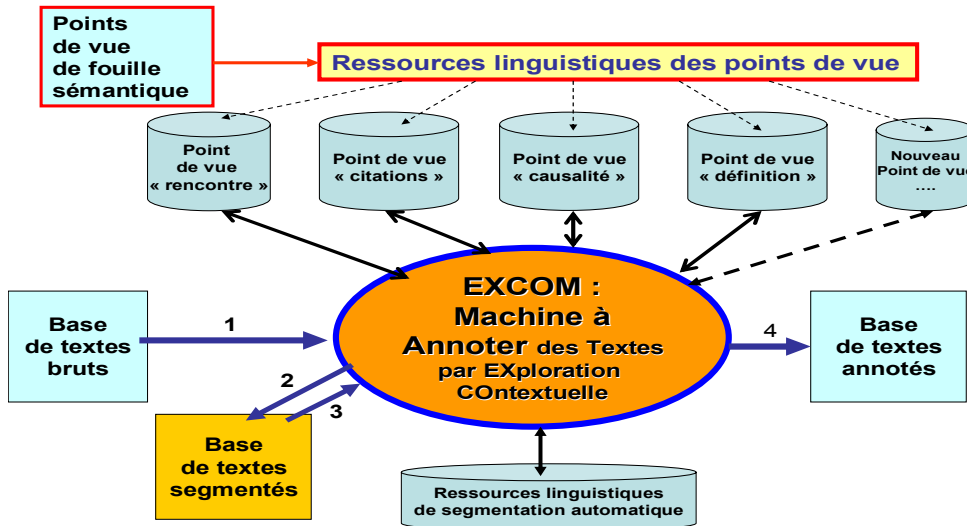 Points
de vue
de fouille
sémantique
Ressources linguistiques des points de vue
Point
de vue
« rencontre »
Point de vue
« citations »
Point de vue
« causalité »
Point de vue
« définition »
Nouveau
Point de vue
....
EXCOM :
Machine à
Annoter des Textes
par EXploration
COntextuelle
Base
de textes
bruts
1
2
3
4
Base
de textes
annotés
Base
de textes
segmentés
Ressources linguistiques
de segmentation automatique